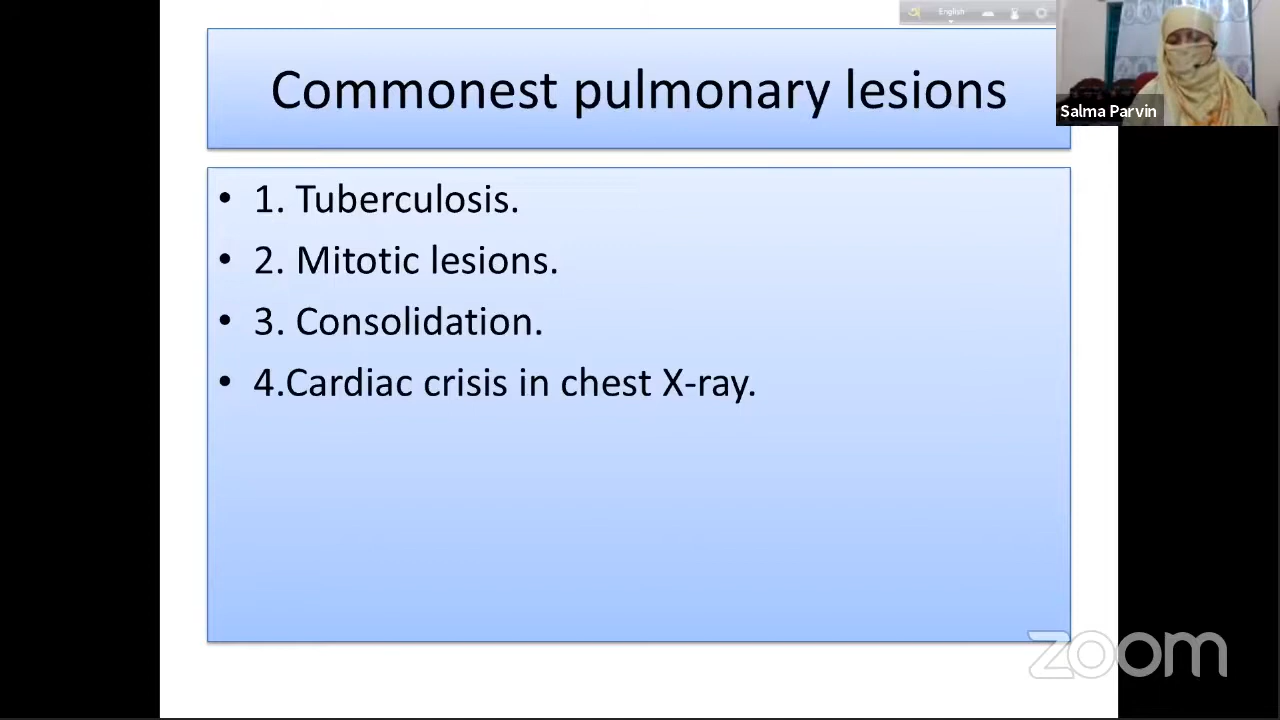 English
Commonest pulmonary lesions
Salma Parvin
• 1. Tuberculosis.
• 2. Mitotic lesions.
• 3. Consolidation.
• 4.Cardiac crisis in chest X-ray.
zoom